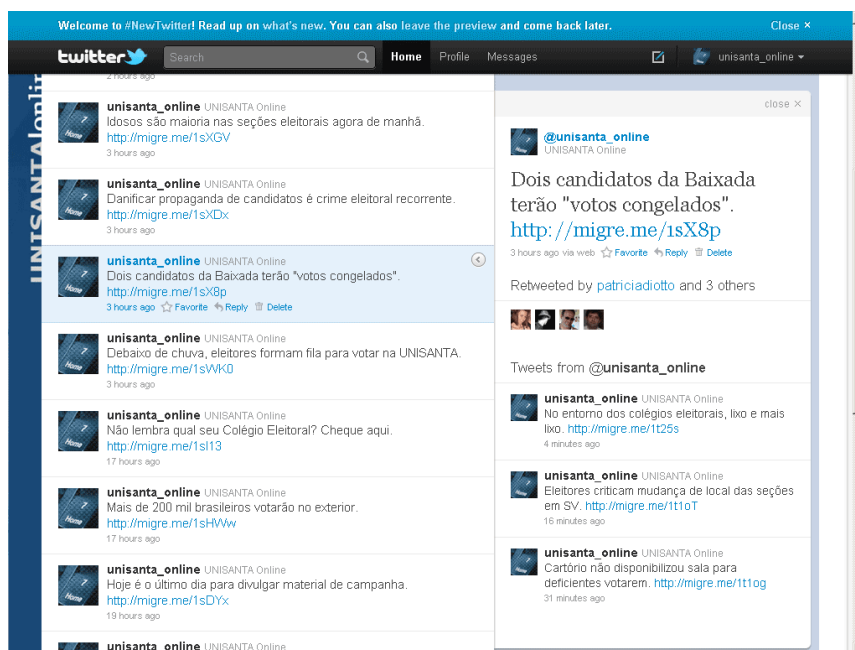 Welcome to #NewTwitter! Read up on what's new. You can also leave the preview and come back later.
Close ×
twitter
Search
Home
Profile
Messages
unisanta_online
UNISANTAonlin
2 hours ago
unisanta_online UNISANTA Online
Idosos são maioria nas seções eleitorais agora de manhã.
http://migre.me/1sXGV
3 hours ago
unisanta_online UNISANTA Online
Danificar propaganda de candidatos é crime eleitoral recorrente.
http://migre.me/1sXDx
3 hours ago
unisanta_online UNISANTA Online
Dois candidatos da Baixada terão "votos congelados".
http://migre.me/1sX8p
3 hours ago Favorite Reply Delete
unisanta_online UNISANTA Online
Debaixo de chuva, eleitores formam fila para votar na UNISANTA.
http://migre.me/1sWK0
3 hours ago
unisanta_online UNISANTA Online
Não lembra qual seu Colégio Eleitoral? Cheque aqui.
http://migre.me/1sI13
17 hours ago
unisanta_online UNISANTA Online
Mais de 200 mil brasileiros votarão no exterior.
http://migre.me/1sHWw
17 hours ago
unisanta_online UNISANTA Online
Hoje é o último dia para divulgar material de campanha.
http://migre.me/1sDYx
19 hours ago
unisanta_online UNISANTA Online
close ×
@unisanta_online
UNISANTA Online
Dois candidatos da Baixada
terão "votos congelados".
http://migre.me/1sX8p
3 hours ago via web Favorite Reply Delete
Retweeted by patriciadiotto and 3 others
Tweets from @unisanta_online
unisanta_online UNISANTA Online
No entorno dos colégios eleitorais, lixo e mais
lixo. http://migre.me/1t25s
4 minutes ago
unisanta_online UNISANTA Online
Eleitores criticam mudança de local das seções
em SV. http://migre.me/1t1oT
16 minutes ago
unisanta_online UNISANTA Online
Cartório não disponibilizou sala para
deficientes votarem. http://migre.me/1t1og
31 minutes ago